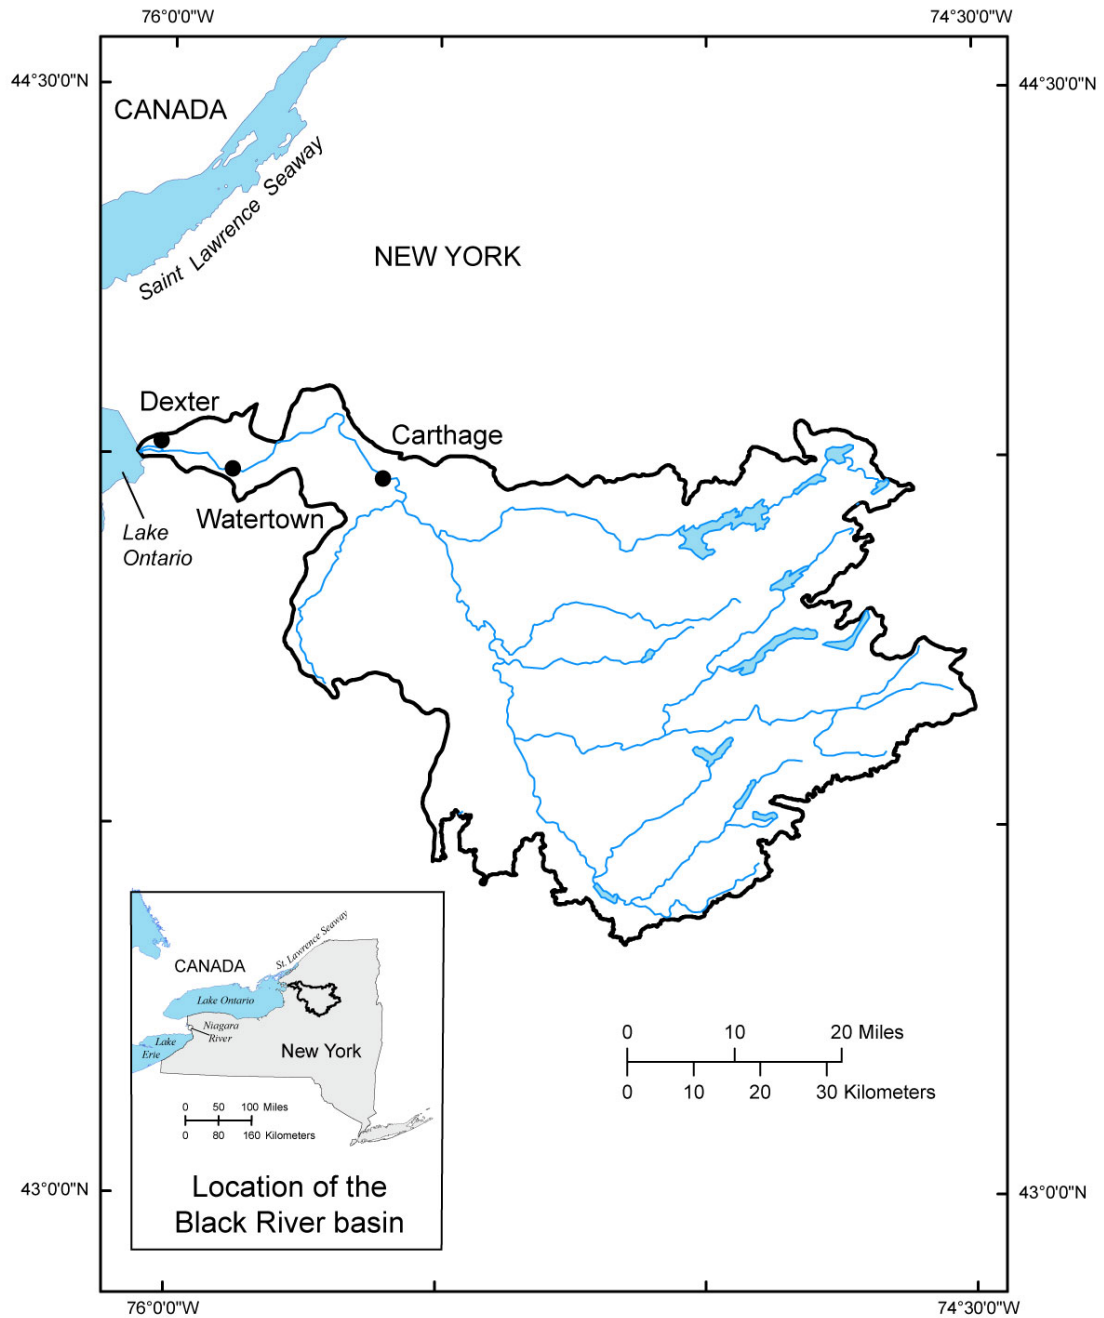 76°0'0"W
74°30'0"W
44°30'0"N
44°30'0"N
CANADA
Saint Lawrence Seaway
NEW YORK
Dexter
Carthage
Watertown
Lake
Ontario
St. Lawrence Seaway
CANADA
Lake Ontario
Niagara
River
Lake
Erie
New York
0 50 100 Miles
0 80 160 Kilometers
Location of the
Black River basin
0 10 20 Miles
0 10 20 30 Kilometers
43°0'0"N
43°0'0"N
76°0'0"W
74°30'0"W